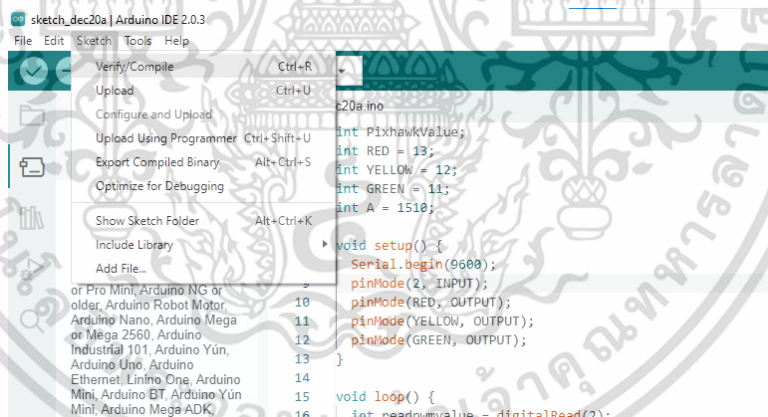 sketch_dec20a | Arduino IDE 2.0.3
File Edit Sketch Tools Help
Verify/Compile Ctrl+R
Upload Ctrl+U
Configure and Upload
Upload Using Programmer Ctrl+Shift+U
Export Compiled Binary Alt+Ctrl+S
Optimize for Debugging
Show Sketch Folder Alt+Ctrl+K
Include Library
Add File...
or Pro Mini, Arduino NG or
older, Arduino Robot Motor,
Arduino Nano, Arduino Mega
or Mega 2560, Arduino
Industrial 101, Arduino Yún,
Arduino Uno, Arduino
Ethernet, Linino One, Arduino
Mini, Arduino BT, Arduino Yún
Mini, Arduino Mega ADK,
c20a.ino
int PixhawkValue;
int RED = 13;
int YELLOW = 12;
int GREEN = 11;
int A = 1510;
void setup() {
Serial.begin(9600);
9 pinMode(2, INPUT);
10 pinMode(RED, OUTPUT);
11 pinMode(YELLOW, OUTPUT);
12 pinMode(GREEN, OUTPUT);
13 }
14
15 void loop() {
16 int readpwmvalue = digitalRead(2);